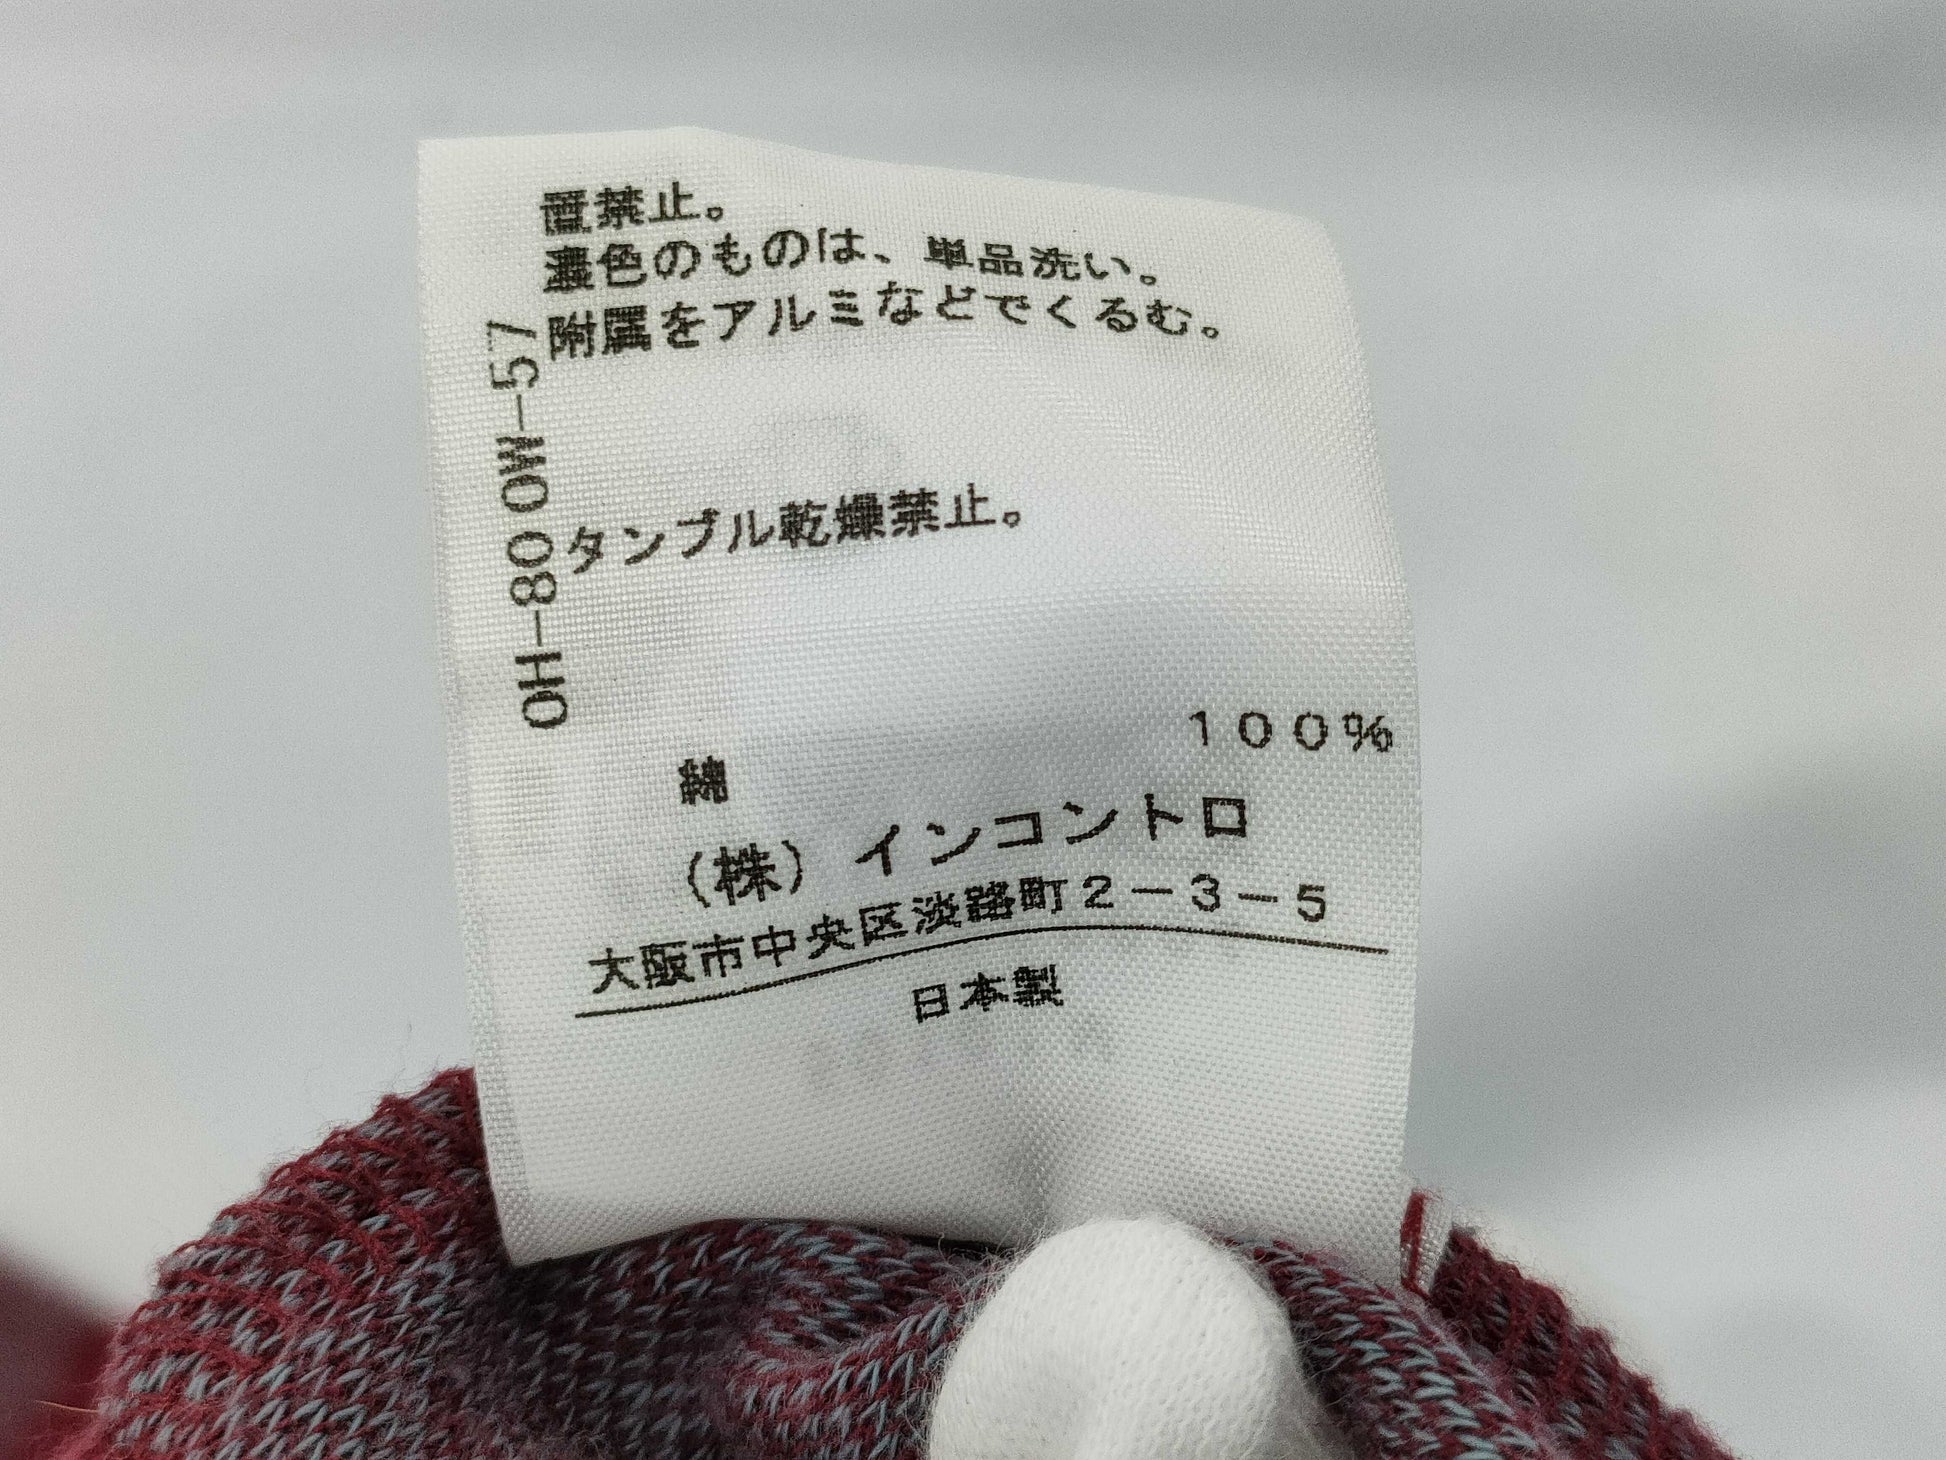 置禁止。
濃色のものは、単品洗い。
附属をアルミなどでくるむ。
OH-800W-57
タンブル乾燥禁止。
綿 100%
(株)インコントロ
大阪市中央区淡路町2-3-5
日本製